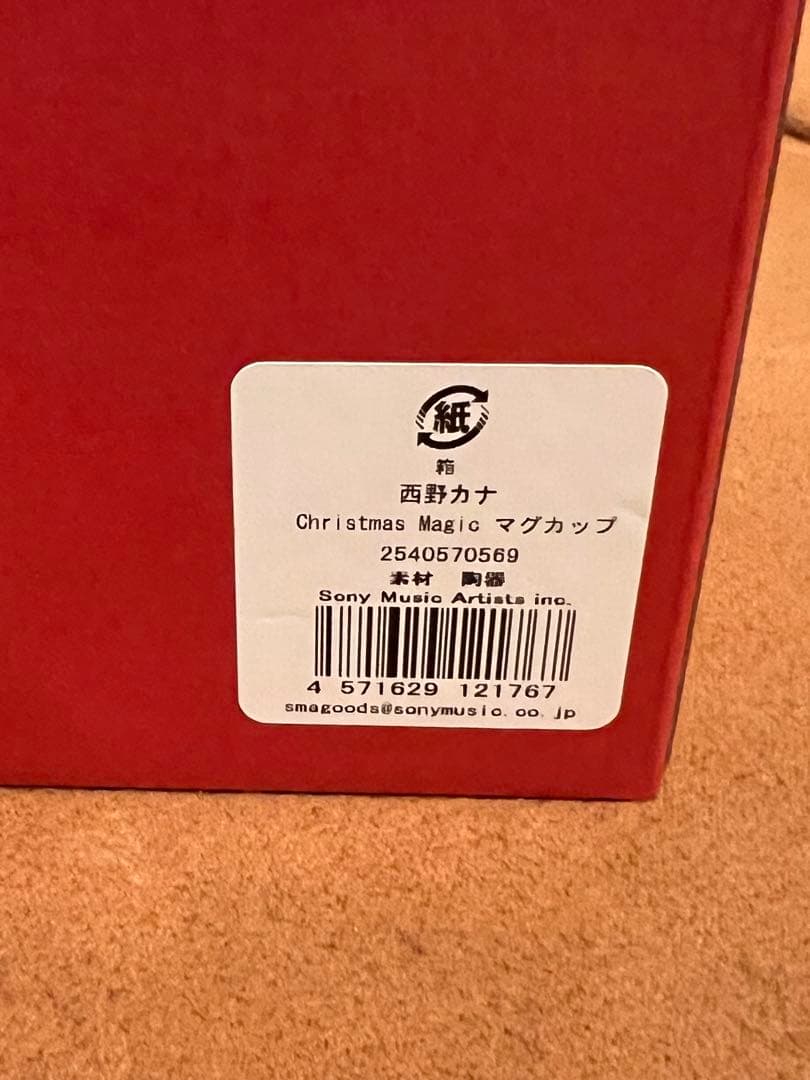 紙
箱
西野カナ
Christmas Magic マグカップ
2540570569
素材 陶器
Sony Music Artists inc.
4 571629 121767
smagoods@sonymusic.co.jp